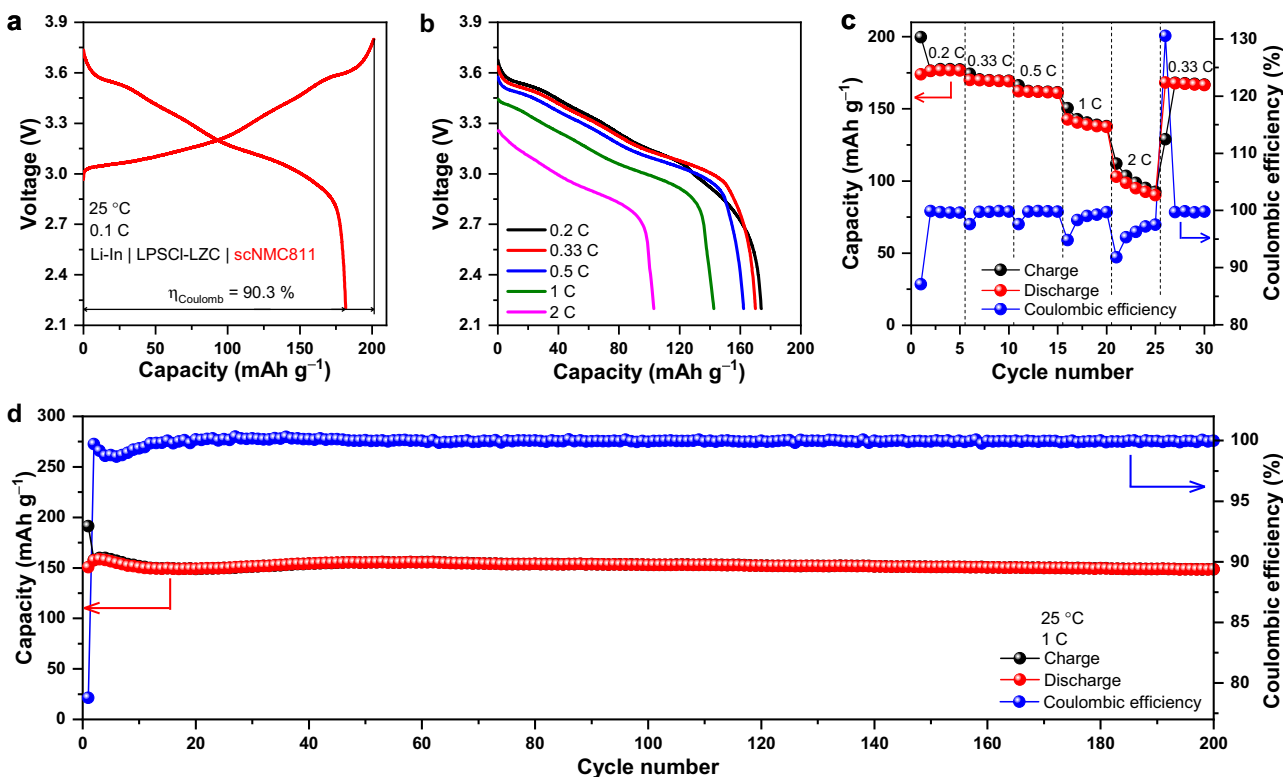 a
3.9
3.6
3.3
3.0
2.7
2.4
2.1
Voltage (V)
25 °C
0.1 C
Li-In | LPSCl-LZC | scNMC811
ηCoulomb = 90.3 %
0 50 100 150 200
Capacity (mAh g⁻¹)
b
3.9
3.6
3.3
3.0
2.7
2.4
2.1
Voltage (V)
0.2 C
0.33 C
0.5 C
1 C
2 C
0 40 80 120 160 200
Capacity (mAh g⁻¹)
c
200
150
100
50
0
Capacity (mAh g⁻¹)
0.2 C
0.33 C
0.5 C
1 C
2 C
0.33 C
Charge
Discharge
Coulombic efficiency
130
120
110
100
90
80
Coulombic efficiency (%)
0 5 10 15 20 25 30
Cycle number
d
300
275
250
225
200
175
150
125
100
75
50
25
0
Capacity (mAh g⁻¹)
25 °C
1 C
Charge
Discharge
Coulombic efficiency
100
95
90
85
80
Coulombic efficiency (%)
0 20 40 60 80 100 120 140 160 180 200
Cycle number